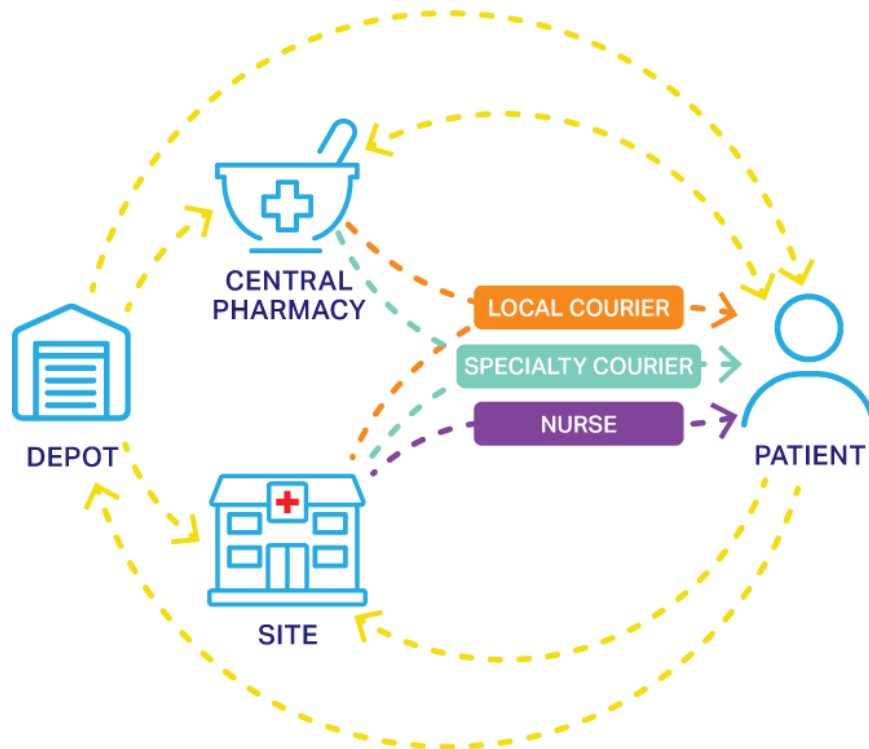 CENTRAL
PHARMACY
LOCAL COURIER
SPECIALTY COURIER
NURSE
DEPOT
PATIENT
SITE